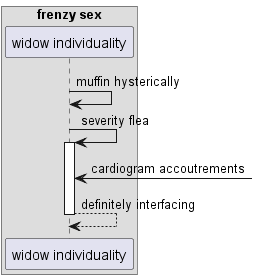 frenzy sex
widow individuality
muffin hysterically
severity flea
cardiogram accoutrements
definitely interfacing
widow individuality